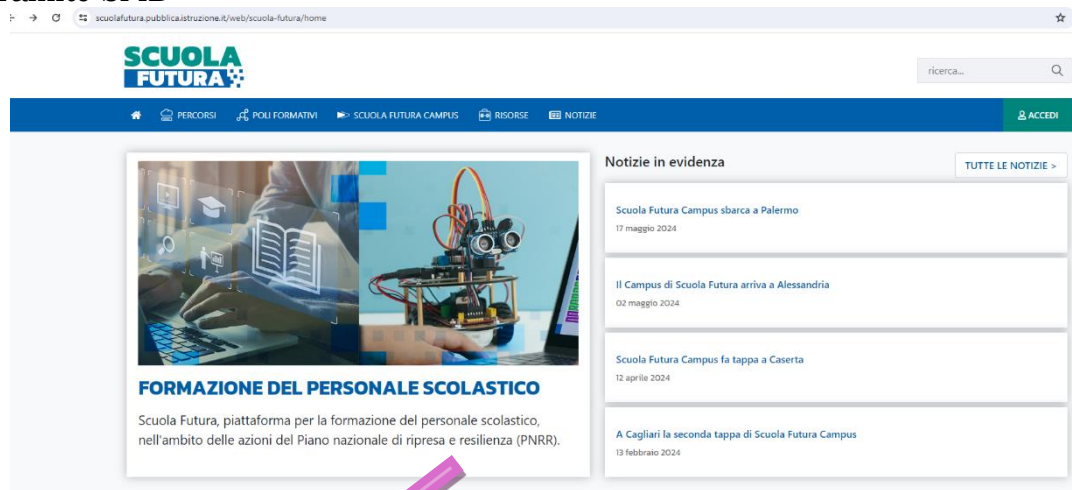 tramite SPID
scuolafutura.pubblica.istruzione.it/web/scuola-futura/home
SCUOLA
FUTURA
ricerca...
PERCORSI POLI FORMATIVI SCUOLA FUTURA CAMPUS RISORSE NOTIZIE ACCEDI
Notizie in evidenza
TUTTE LE NOTIZIE >
Scuola Futura Campus sbarca a Palermo
17 maggio 2024
Il Campus di Scuola Futura arriva a Alessandria
02 maggio 2024
Scuola Futura Campus fa tappa a Caserta
12 aprile 2024
A Cagliari la seconda tappa di Scuola Futura Campus
13 febbraio 2024
FORMAZIONE DEL PERSONALE SCOLASTICO
Scuola Futura, piattaforma per la formazione del personale scolastico,
nell'ambito delle azioni del Piano nazionale di ripresa e resilienza (PNRR).